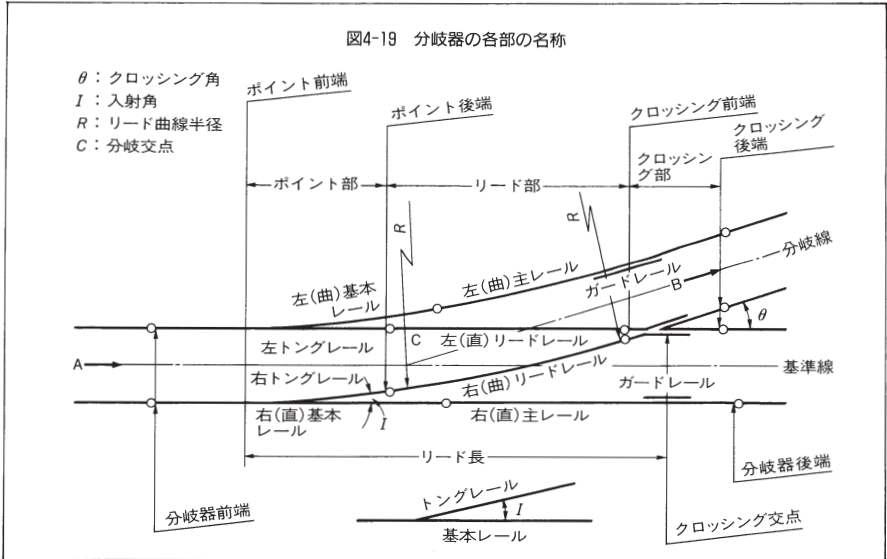 図4-19 分岐器の各部の名称
θ：クロッシング角
I：入射角
R：リード曲線半径
C：分岐交点
ポイント前端
ポイント後端
クロッシング前端
クロッシング
後端
ポイント部
リード部
クロッシン
グ部
R
R
左(曲)基本
レール
左(曲)主レール
ガードレール
B
分岐線
θ
左トングレール
C
左(直)リードレール
A
基準線
右トングレール
右(曲)リードレール
ガードレール
右(直)基本
レール
I
右(直)主レール
リード長
分岐器前端
分岐器後端
トングレール
I
基本レール
クロッシング交点